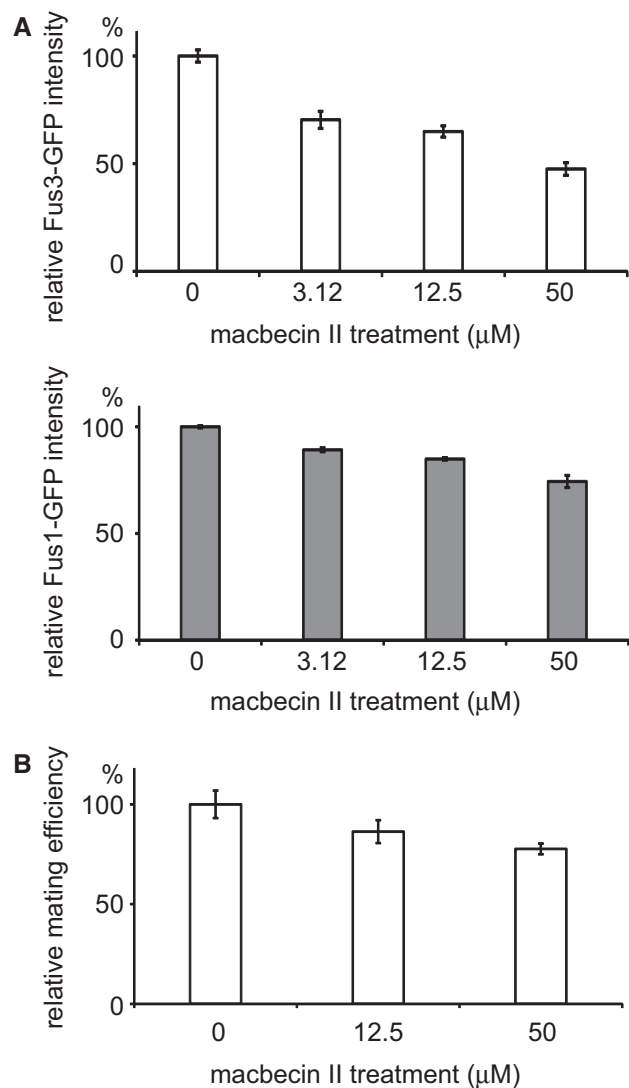 A
%
relative Fus3-GFP intensity
100
50
0
0 3.12 12.5 50
macbecin II treatment (μM)
%
relative Fus1-GFP intensity
100
50
0
0 3.12 12.5 50
macbecin II treatment (μM)
B
%
relative mating efficiency
100
50
0
0 12.5 50
macbecin II treatment (μM)